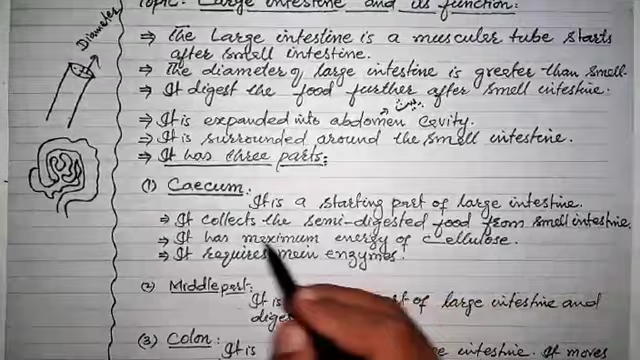 Topic: Large intestine and its function:
Diameter
⇒ The Large intestine is a muscular tube starts
after small intestine.
⇒ The diameter of large intestine is greater than small.
⇒ It digest the food further after small intestine.
⇒ It is expanded into abdomen cavity.
⇒ It is surrounded around the small intestine.
⇒ It has three parts:
(1) Caecum:
It is a starting part of large intestine.
⇒ It collects the semi-digested food from small intestine.
⇒ It has maximum energy of cellulose.
⇒ It requires mein enzymes.
(2) Middle part:
It is of large intestine and
(3) Colon:
It is intestine. It moves